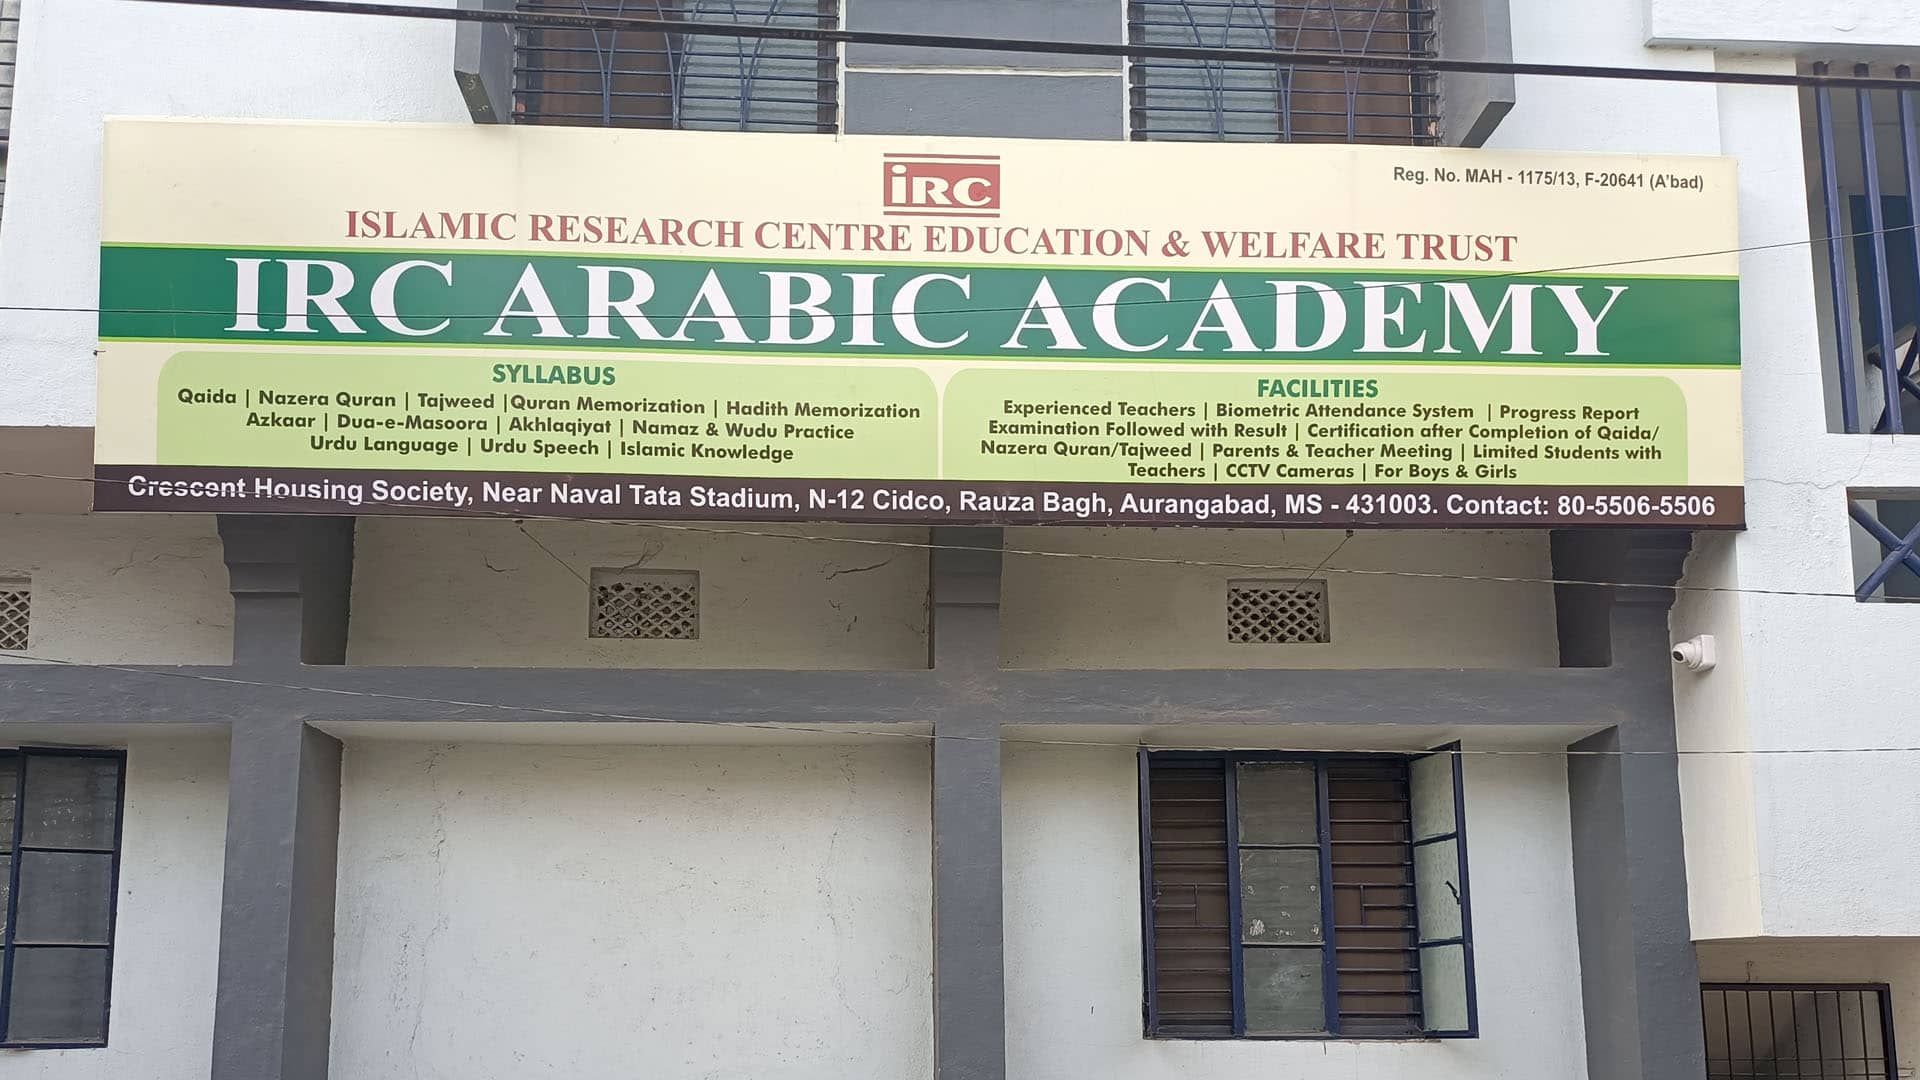 iRC
Reg. No. MAH - 1175/13, F-20641 (A'bad)
ISLAMIC RESEARCH CENTRE EDUCATION & WELFARE TRUST
IRC ARABIC ACADEMY
SYLLABUS
Qaida | Nazera Quran | Tajweed |Quran Memorization | Hadith Memorization
Azkaar | Dua-e-Masoora | Akhlaqiyat | Namaz & Wudu Practice
Urdu Language | Urdu Speech | Islamic Knowledge
FACILITIES
Experienced Teachers | Biometric Attendance System | Progress Report
Examination Followed with Result | Certification after Completion of Qaida/
Nazera Quran/Tajweed | Parents & Teacher Meeting | Limited Students with
Teachers | CCTV Cameras | For Boys & Girls
Crescent Housing Society, Near Naval Tata Stadium, N-12 Cidco, Rauza Bagh, Aurangabad, MS - 431003. Contact: 80-5506-5506